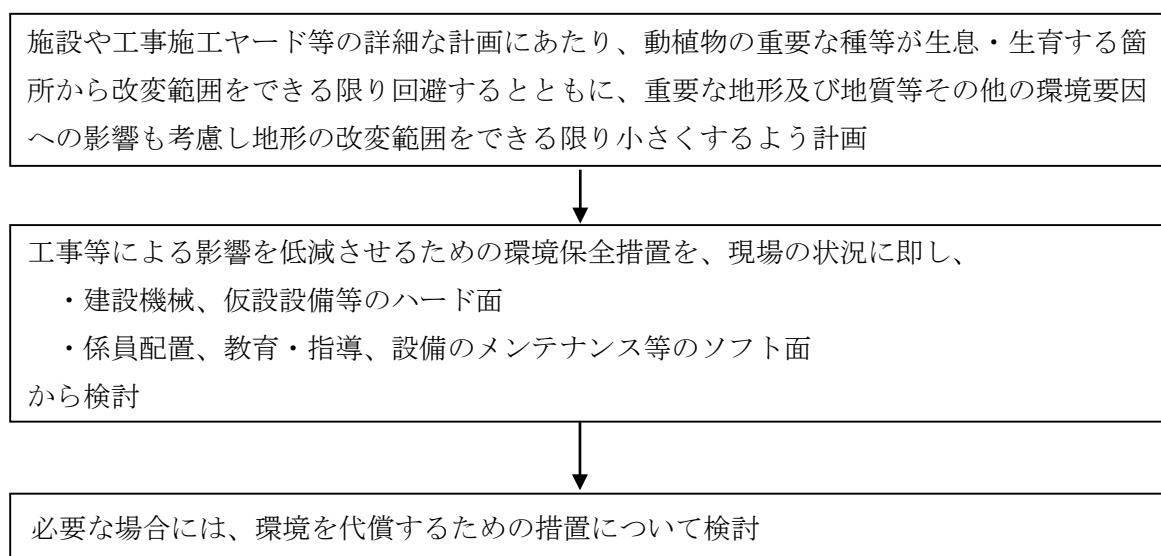 施設や工事施工ヤード等の詳細な計画にあたり、動植物の重要な種等が生息・生育する箇
所から改変範囲をできる限り回避するとともに、重要な地形及び地質等その他の環境要因
への影響も考慮し地形の改変範囲をできる限り小さくするよう計画
工事等による影響を低減させるための環境保全措置を、現場の状況に即し、
・建設機械、仮設設備等のハード面
・係員配置、教育・指導、設備のメンテナンス等のソフト面
から検討
必要な場合には、環境を代償するための措置について検討